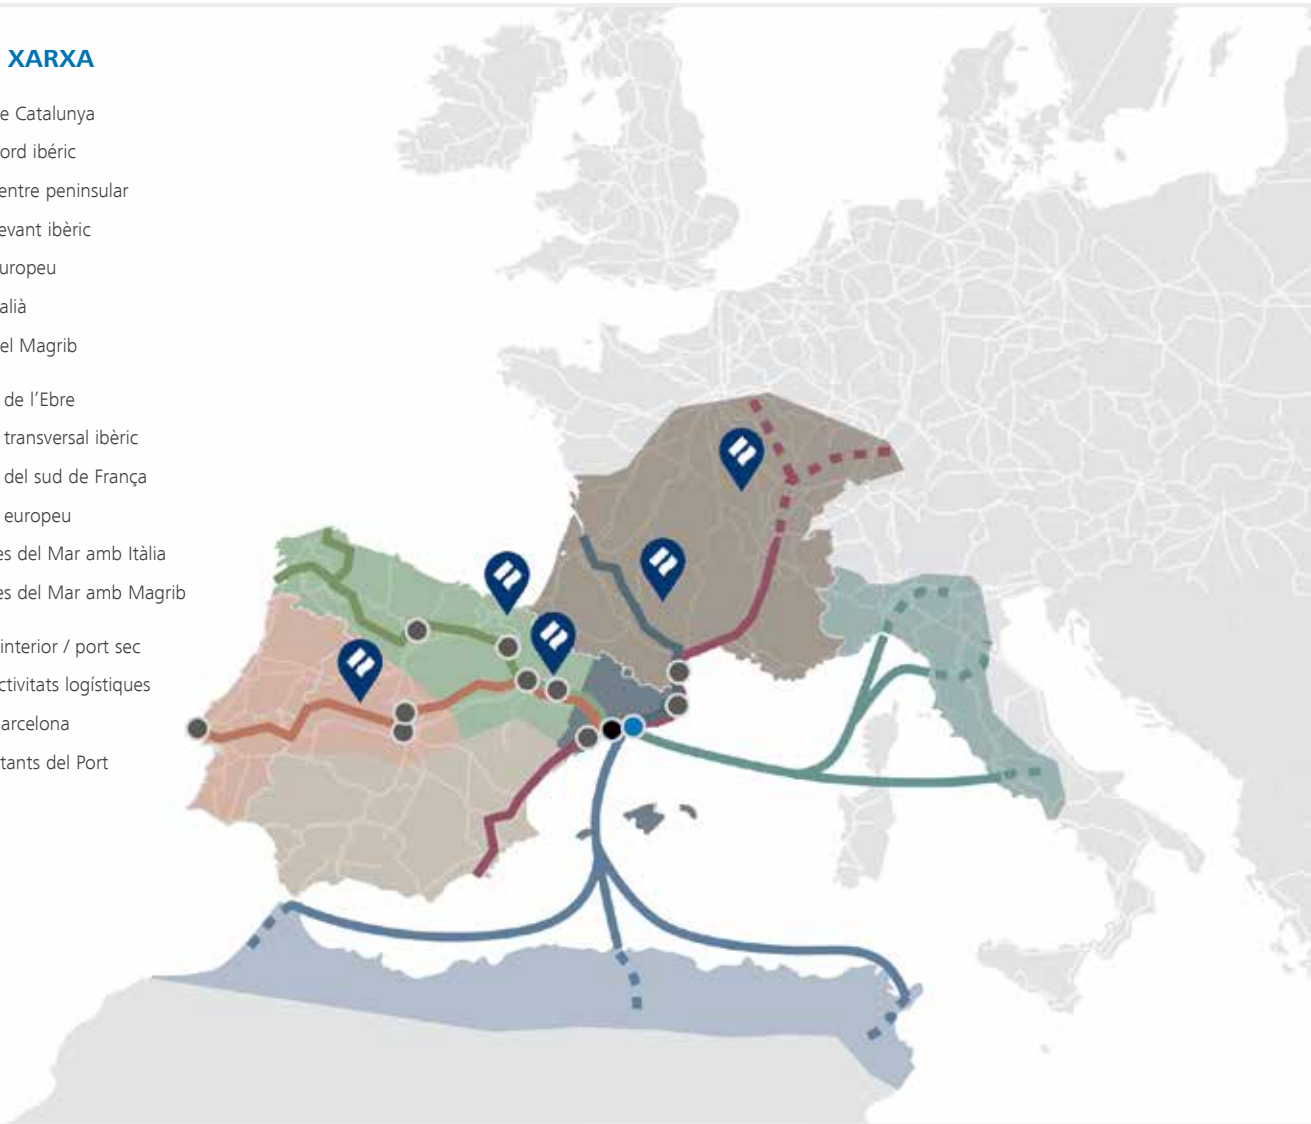 XARXA
e Catalunya
ord ibéric
entre peninsular
evant ibèric
uropeu
alià
el Magrib
de l’Ebre
transversal ibèric
del sud de França
europeu
es del Mar amb Itàlia
es del Mar amb Magrib
interior / port sec
ctivitats logístiques
arcelona
tants del Port